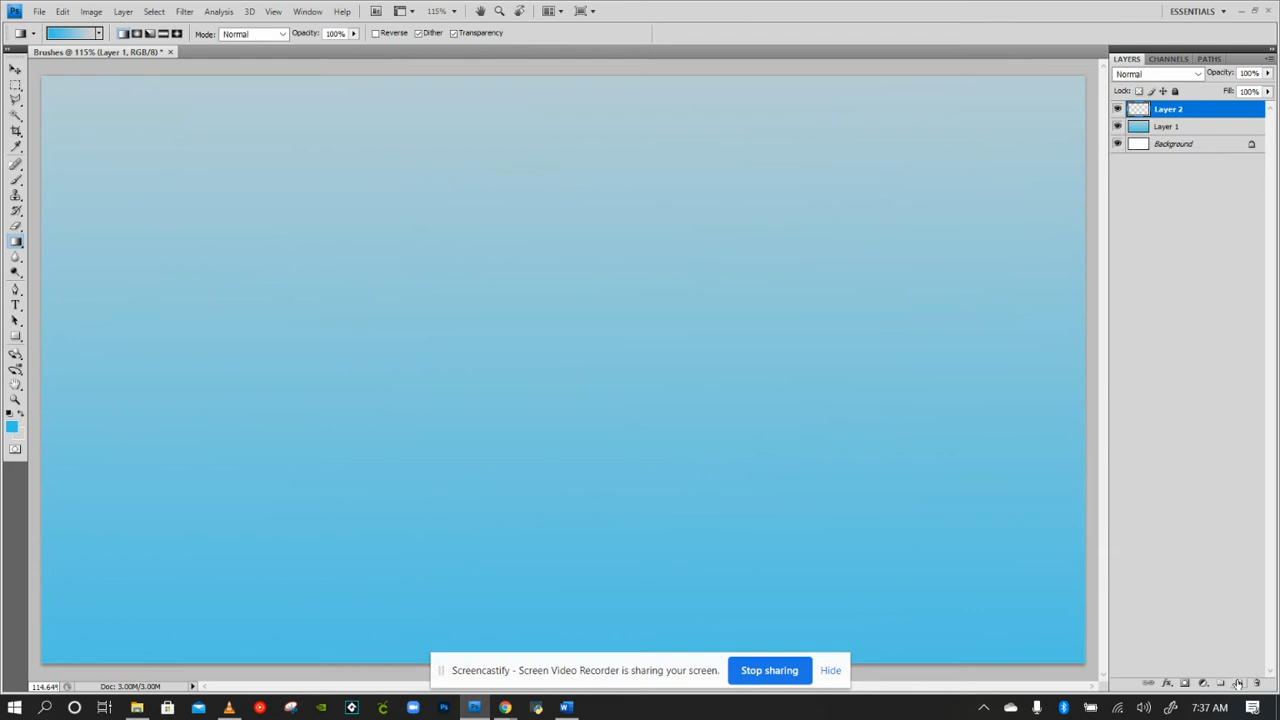 Ps File Edit Image Layer Select Filter Analysis 3D View Window Help 115% ESSENTIALS
Mode: Normal Opacity: 100% Reverse Dither Transparency
Brushes @ 115% (Layer 1, RGB/8) *
LAYERS CHANNELS PATHS
Normal Opacity: 100%
Lock: Fill: 100%
Layer 2
Layer 1
Background
T
Screencastify - Screen Video Recorder is sharing your screen. Stop sharing Hide
114.64% Doc: 3.00M/3.00M
7:37 AM